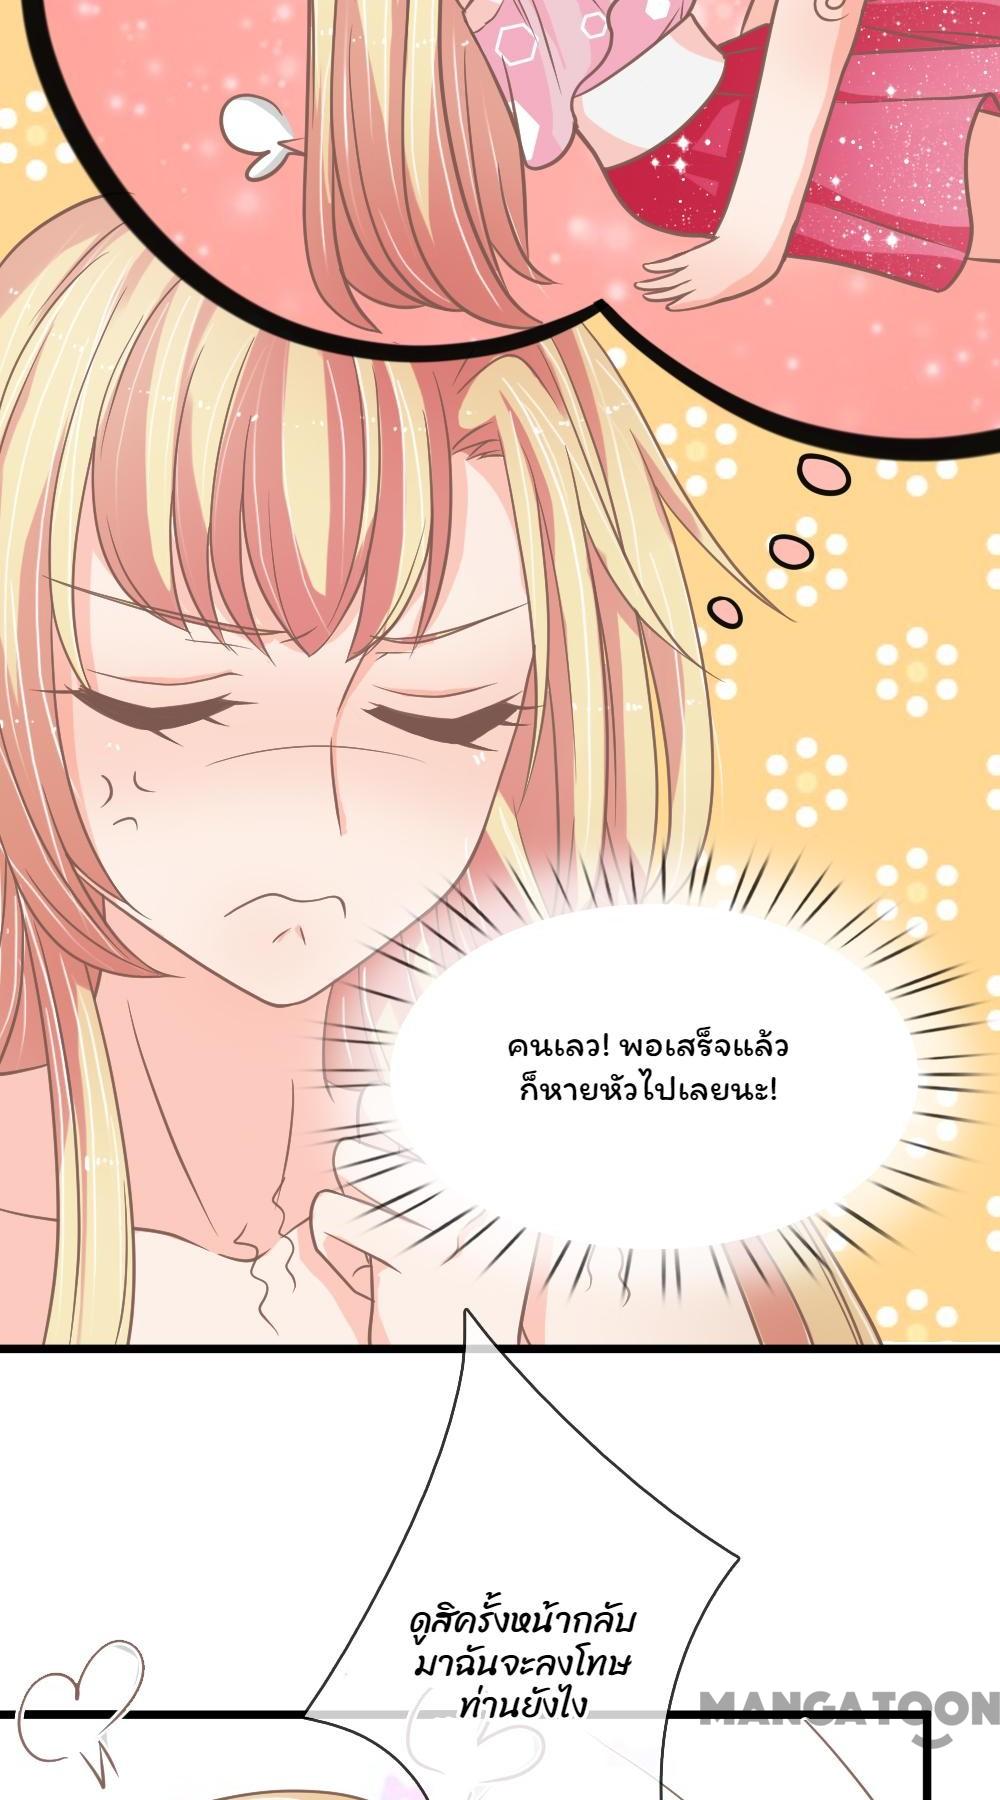 คนเลว! พอเสร็จแล้ว
ก็หายหัวไปเลยนะ!
ดูสิครั้งหน้ากลับ
มาฉันจะลงโทษ
ท่านยังไง
MANGATOON